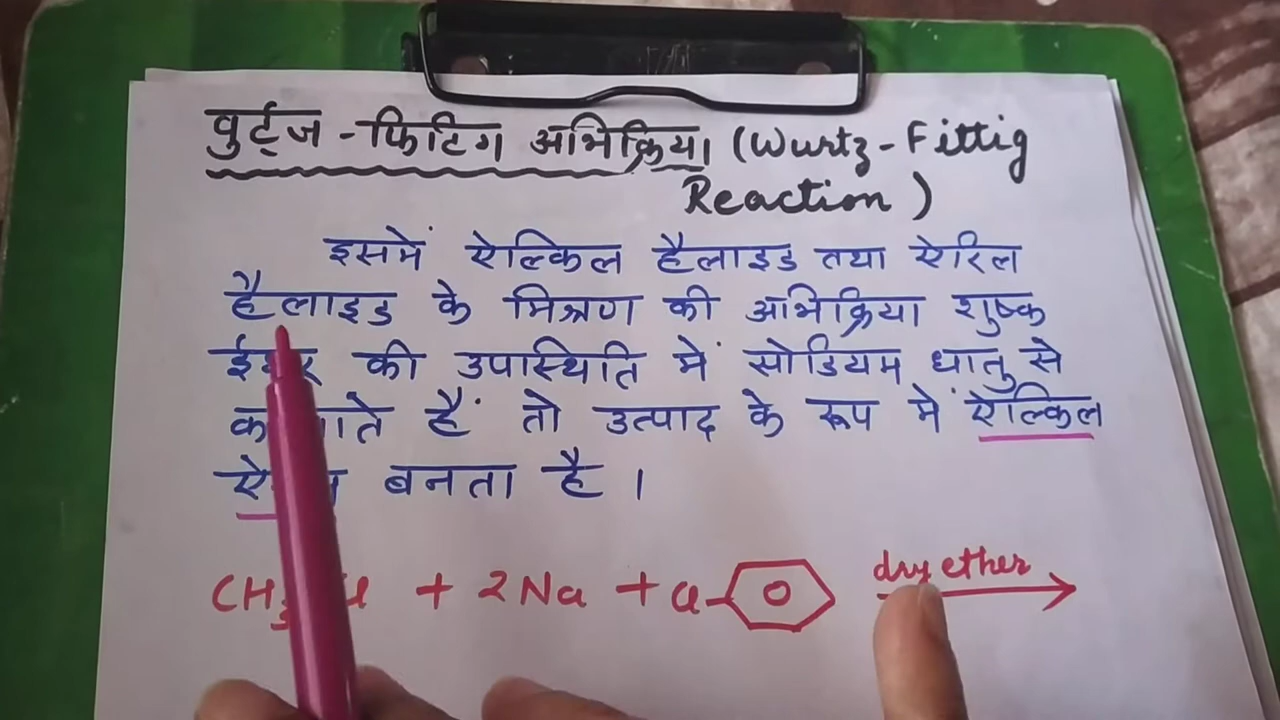 वुर्ट्ज - फिटिग अभिक्रिया (Wurtz-Fittig
Reaction)
इसमें ऐल्किल हैलाइड तथा ऐरिल
हैलाइड के मिश्रण की अभिक्रिया शुष्क
की उपास्थिति में सोडियम धातु से
हैं तो उत्पाद के रूप में ऐल्किल
बनता है ।
+ 2Na + Cl-
dry ether